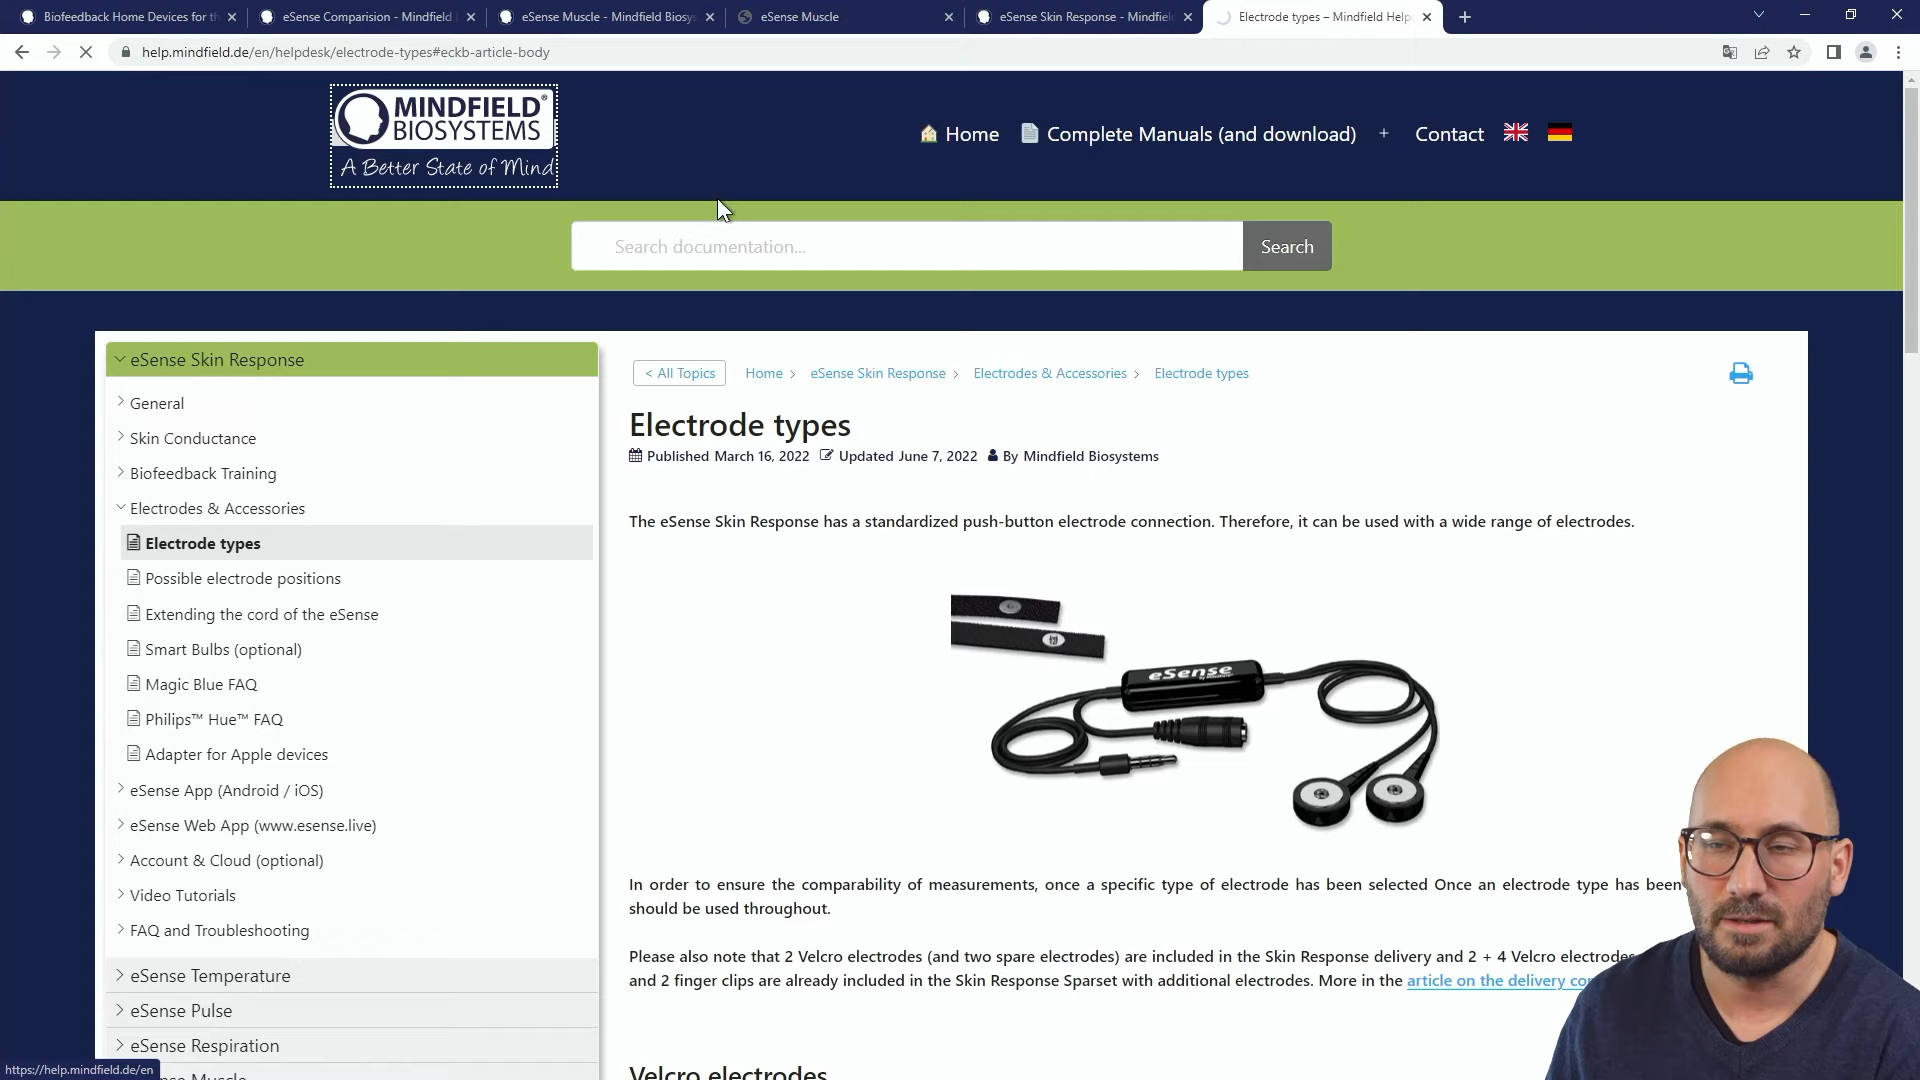 Biofeedback Home Devices for th
eSense Comparision - Mindfield
eSense Muscle - Mindfield Biosys
eSense Muscle
eSense Skin Response - Mindfiel
Electrode types – Mindfield Help
help.mindfield.de/en/helpdesk/electrode-types#eckb-article-body
MINDFIELD®
BIOSYSTEMS
A Better State of Mind
Home
Complete Manuals (and download)
+
Contact
Search documentation...
Search
eSense Skin Response
General
Skin Conductance
Biofeedback Training
Electrodes & Accessories
Electrode types
Possible electrode positions
Extending the cord of the eSense
Smart Bulbs (optional)
Magic Blue FAQ
Philips™ Hue™ FAQ
Adapter for Apple devices
eSense App (Android / iOS)
eSense Web App (www.esense.live)
Account & Cloud (optional)
Video Tutorials
FAQ and Troubleshooting
eSense Temperature
eSense Pulse
eSense Respiration
< All Topics Home > eSense Skin Response > Electrodes & Accessories > Electrode types
Electrode types
Published March 16, 2022 Updated June 7, 2022 By Mindfield Biosystems
The eSense Skin Response has a standardized push-button electrode connection. Therefore, it can be used with a wide range of electrodes.
eSense
In order to ensure the comparability of measurements, once a specific type of electrode has been selected Once an electrode type has been
should be used throughout.
Please also note that 2 Velcro electrodes (and two spare electrodes) are included in the Skin Response delivery and 2 + 4 Velcro electrodes
and 2 finger clips are already included in the Skin Response Sparset with additional electrodes. More in the article on the delivery co
Velcro electrodes
https://help.mindfield.de/en